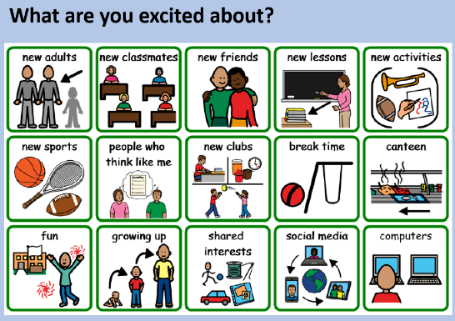 What are you excited about?
new adults
new classmates
new friends
new lessons
new activities
new sports
people who
think like me
new clubs
break time
canteen
fun
growing up
shared
interests
social media
computers